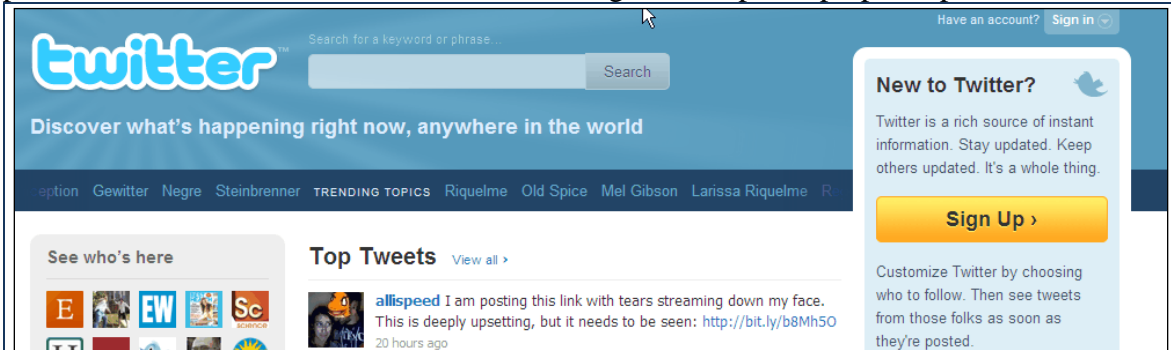 Have an account? Sign in
twitter™
Search for a keyword or phrase...
Search
Discover what's happening right now, anywhere in the world
eption Gewitter Negre Steinbrenner TRENDING TOPICS Riquelme Old Spice Mel Gibson Larissa Riquelme R
New to Twitter?
Twitter is a rich source of instant
information. Stay updated. Keep
others updated. It's a whole thing.
Sign Up ›
Customize Twitter by choosing
who to follow. Then see tweets
from those folks as soon as
they're posted.
See who's here
E
EW
Sc
SCIENCE
Top Tweets View all ›
allispeed I am posting this link with tears streaming down my face.
This is deeply upsetting, but it needs to be seen: http://bit.ly/b8Mh5O
20 hours ago